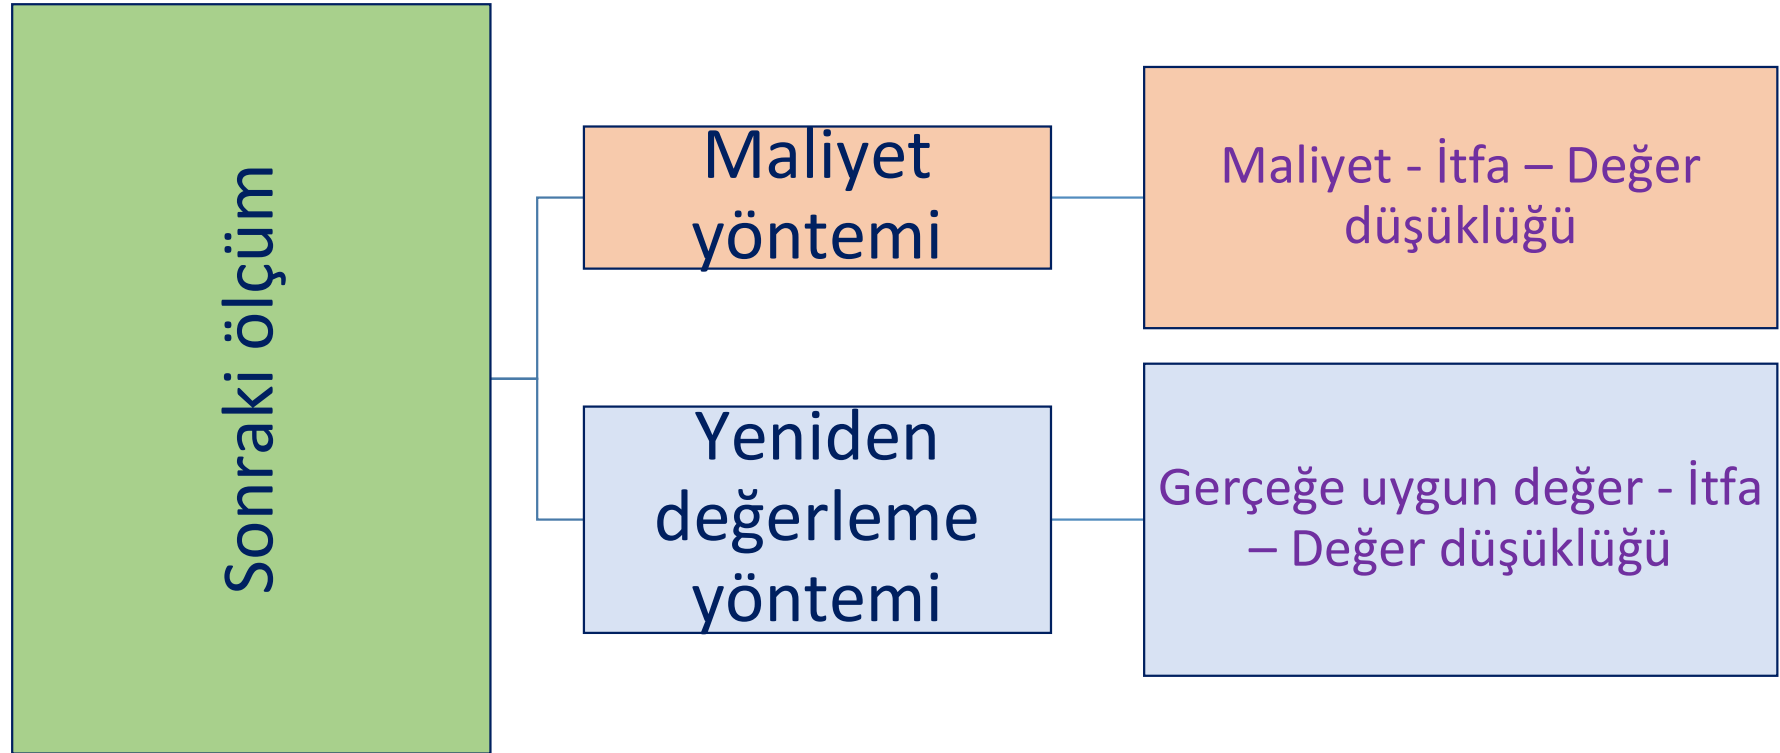 Sonraki ölçüm
Maliyet
yöntemi
Maliyet - İtfa – Değer
düşüklüğü
Yeniden
değerleme
yöntemi
Gerçeğe uygun değer - İtfa
– Değer düşüklüğü